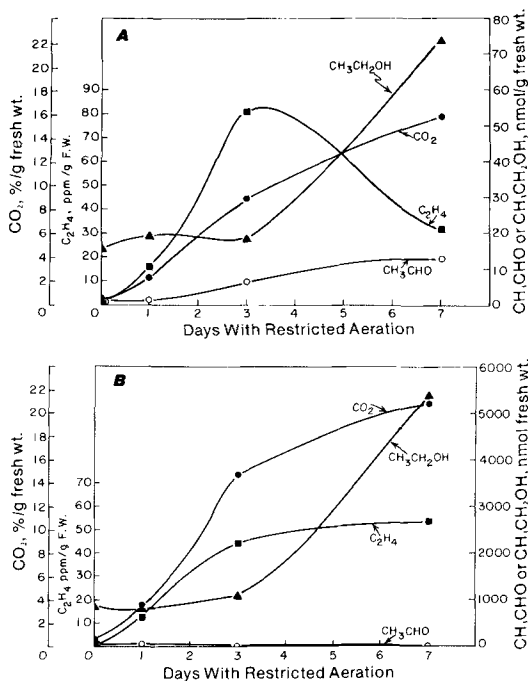 A
CO2, %/g fresh wt.
22
20
18
16
14
12
10
8
6
4
2
0
C2H4, ppm/g F.W.
90
80
70
60
50
40
30
20
10
CH3CH2OH
CO2
C2H4
CH3CHO
80
70
60
50
40
30
20
10
0
CH3CHO or CH3CH2OH, nmol/g fresh wt.
0 1 2 3 4 5 6 7
Days With Restricted Aeration
B
CO2, %/g fresh wt.
22
20
18
16
14
12
10
8
6
4
2
0
C2H4 ppm/g F.W.
70
60
50
40
30
20
10
CO2
CH3CH2OH
C2H4
CH3CHO
6000
5000
4000
3000
2000
1000
0
CH3CHO or CH3CH2OH, nmol fresh wt.
0 1 2 3 4 5 6 7
Days With Restricted Aeration